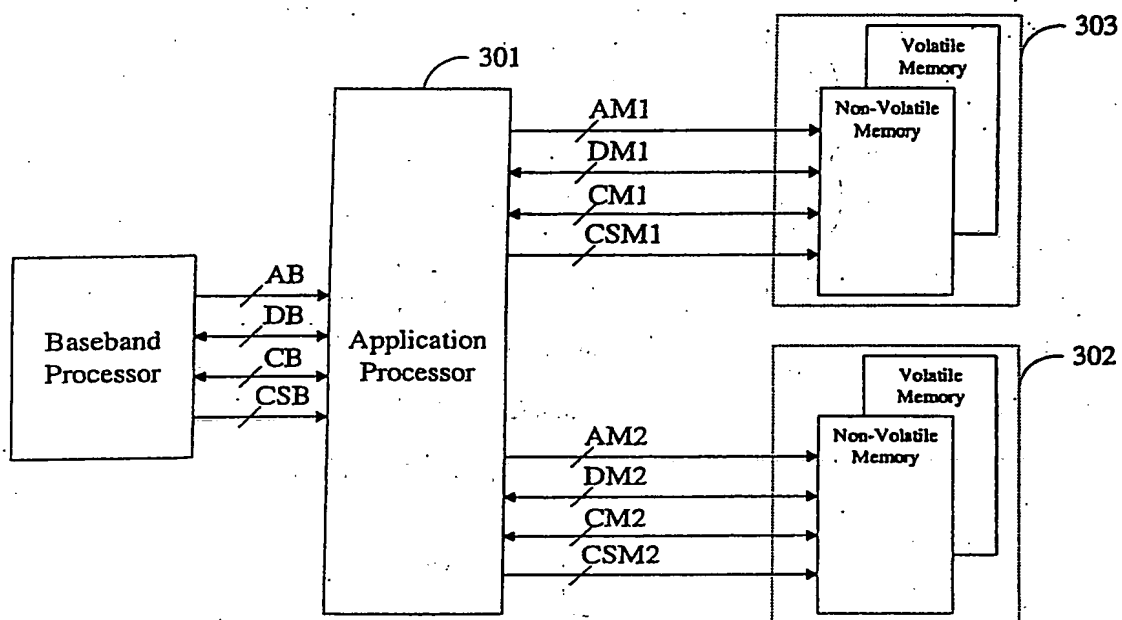 303
Volatile
Memory
Non-Volatile
Memory
301
AM1
DM1
CM1
CSM1
Baseband
Processor
AB
DB
CB
CSB
Application
Processor
302
Volatile
Memory
Non-Volatile
Memory
AM2
DM2
CM2
CSM2